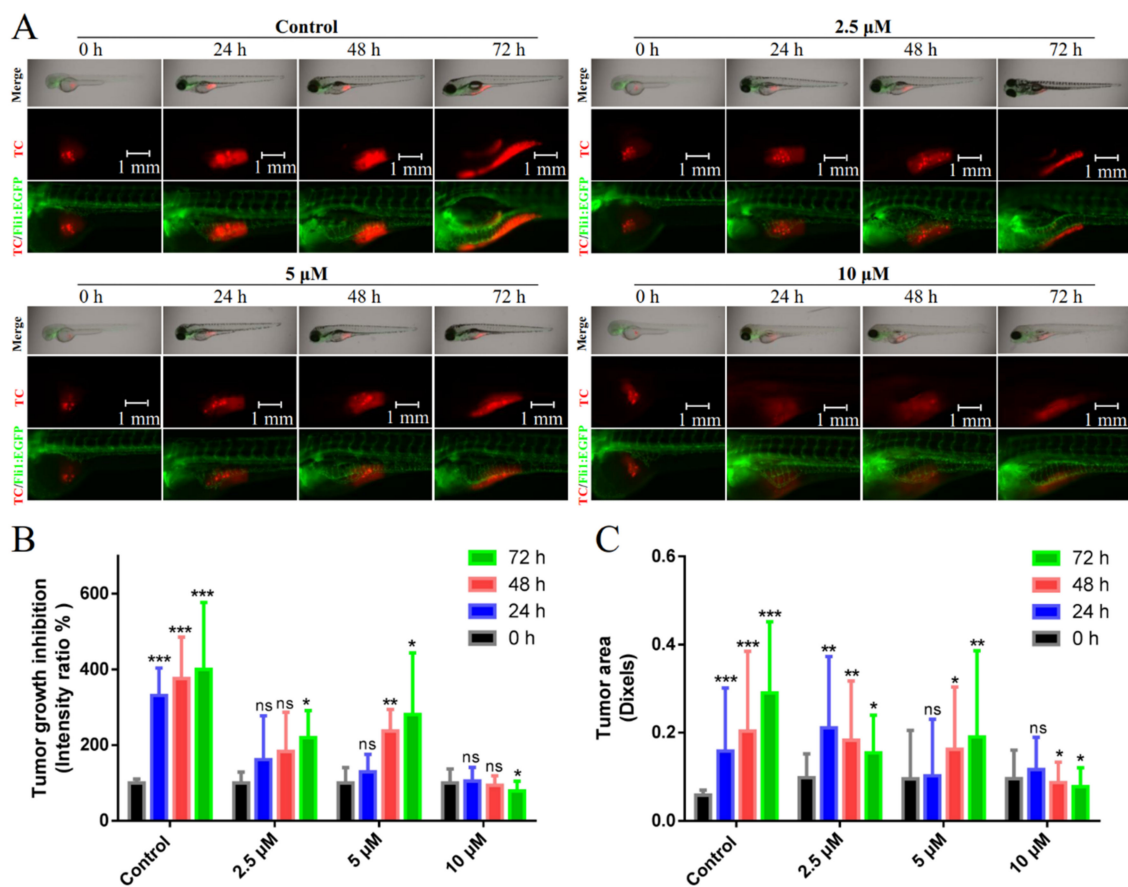 A
Control
0 h 24 h 48 h 72 h
Merge
TC
1 mm 1 mm 1 mm 1 mm
TC/Fli1:EGFP
2.5 μM
0 h 24 h 48 h 72 h
Merge
TC
1 mm 1 mm 1 mm 1 mm
TC/Fli1:EGFP
5 μM
0 h 24 h 48 h 72 h
Merge
TC
1 mm 1 mm 1 mm 1 mm
TC/Fli1:EGFP
10 μM
0 h 24 h 48 h 72 h
Merge
TC
1 mm 1 mm 1 mm 1 mm
TC/Fli1:EGFP
B
Tumor growth inhibition
(Intensity ratio %)
600
400
200
0
*** *** ***
ns ns *
ns ** *
ns ns *
72 h
48 h
24 h
0 h
Control 2.5 μM 5 μM 10 μM
C
Tumor area
(Dixels)
0.6
0.4
0.2
0.0
*** *** ***
** ** *
ns * **
ns * *
72 h
48 h
24 h
0 h
Control 2.5 μM 5 μM 10 μM